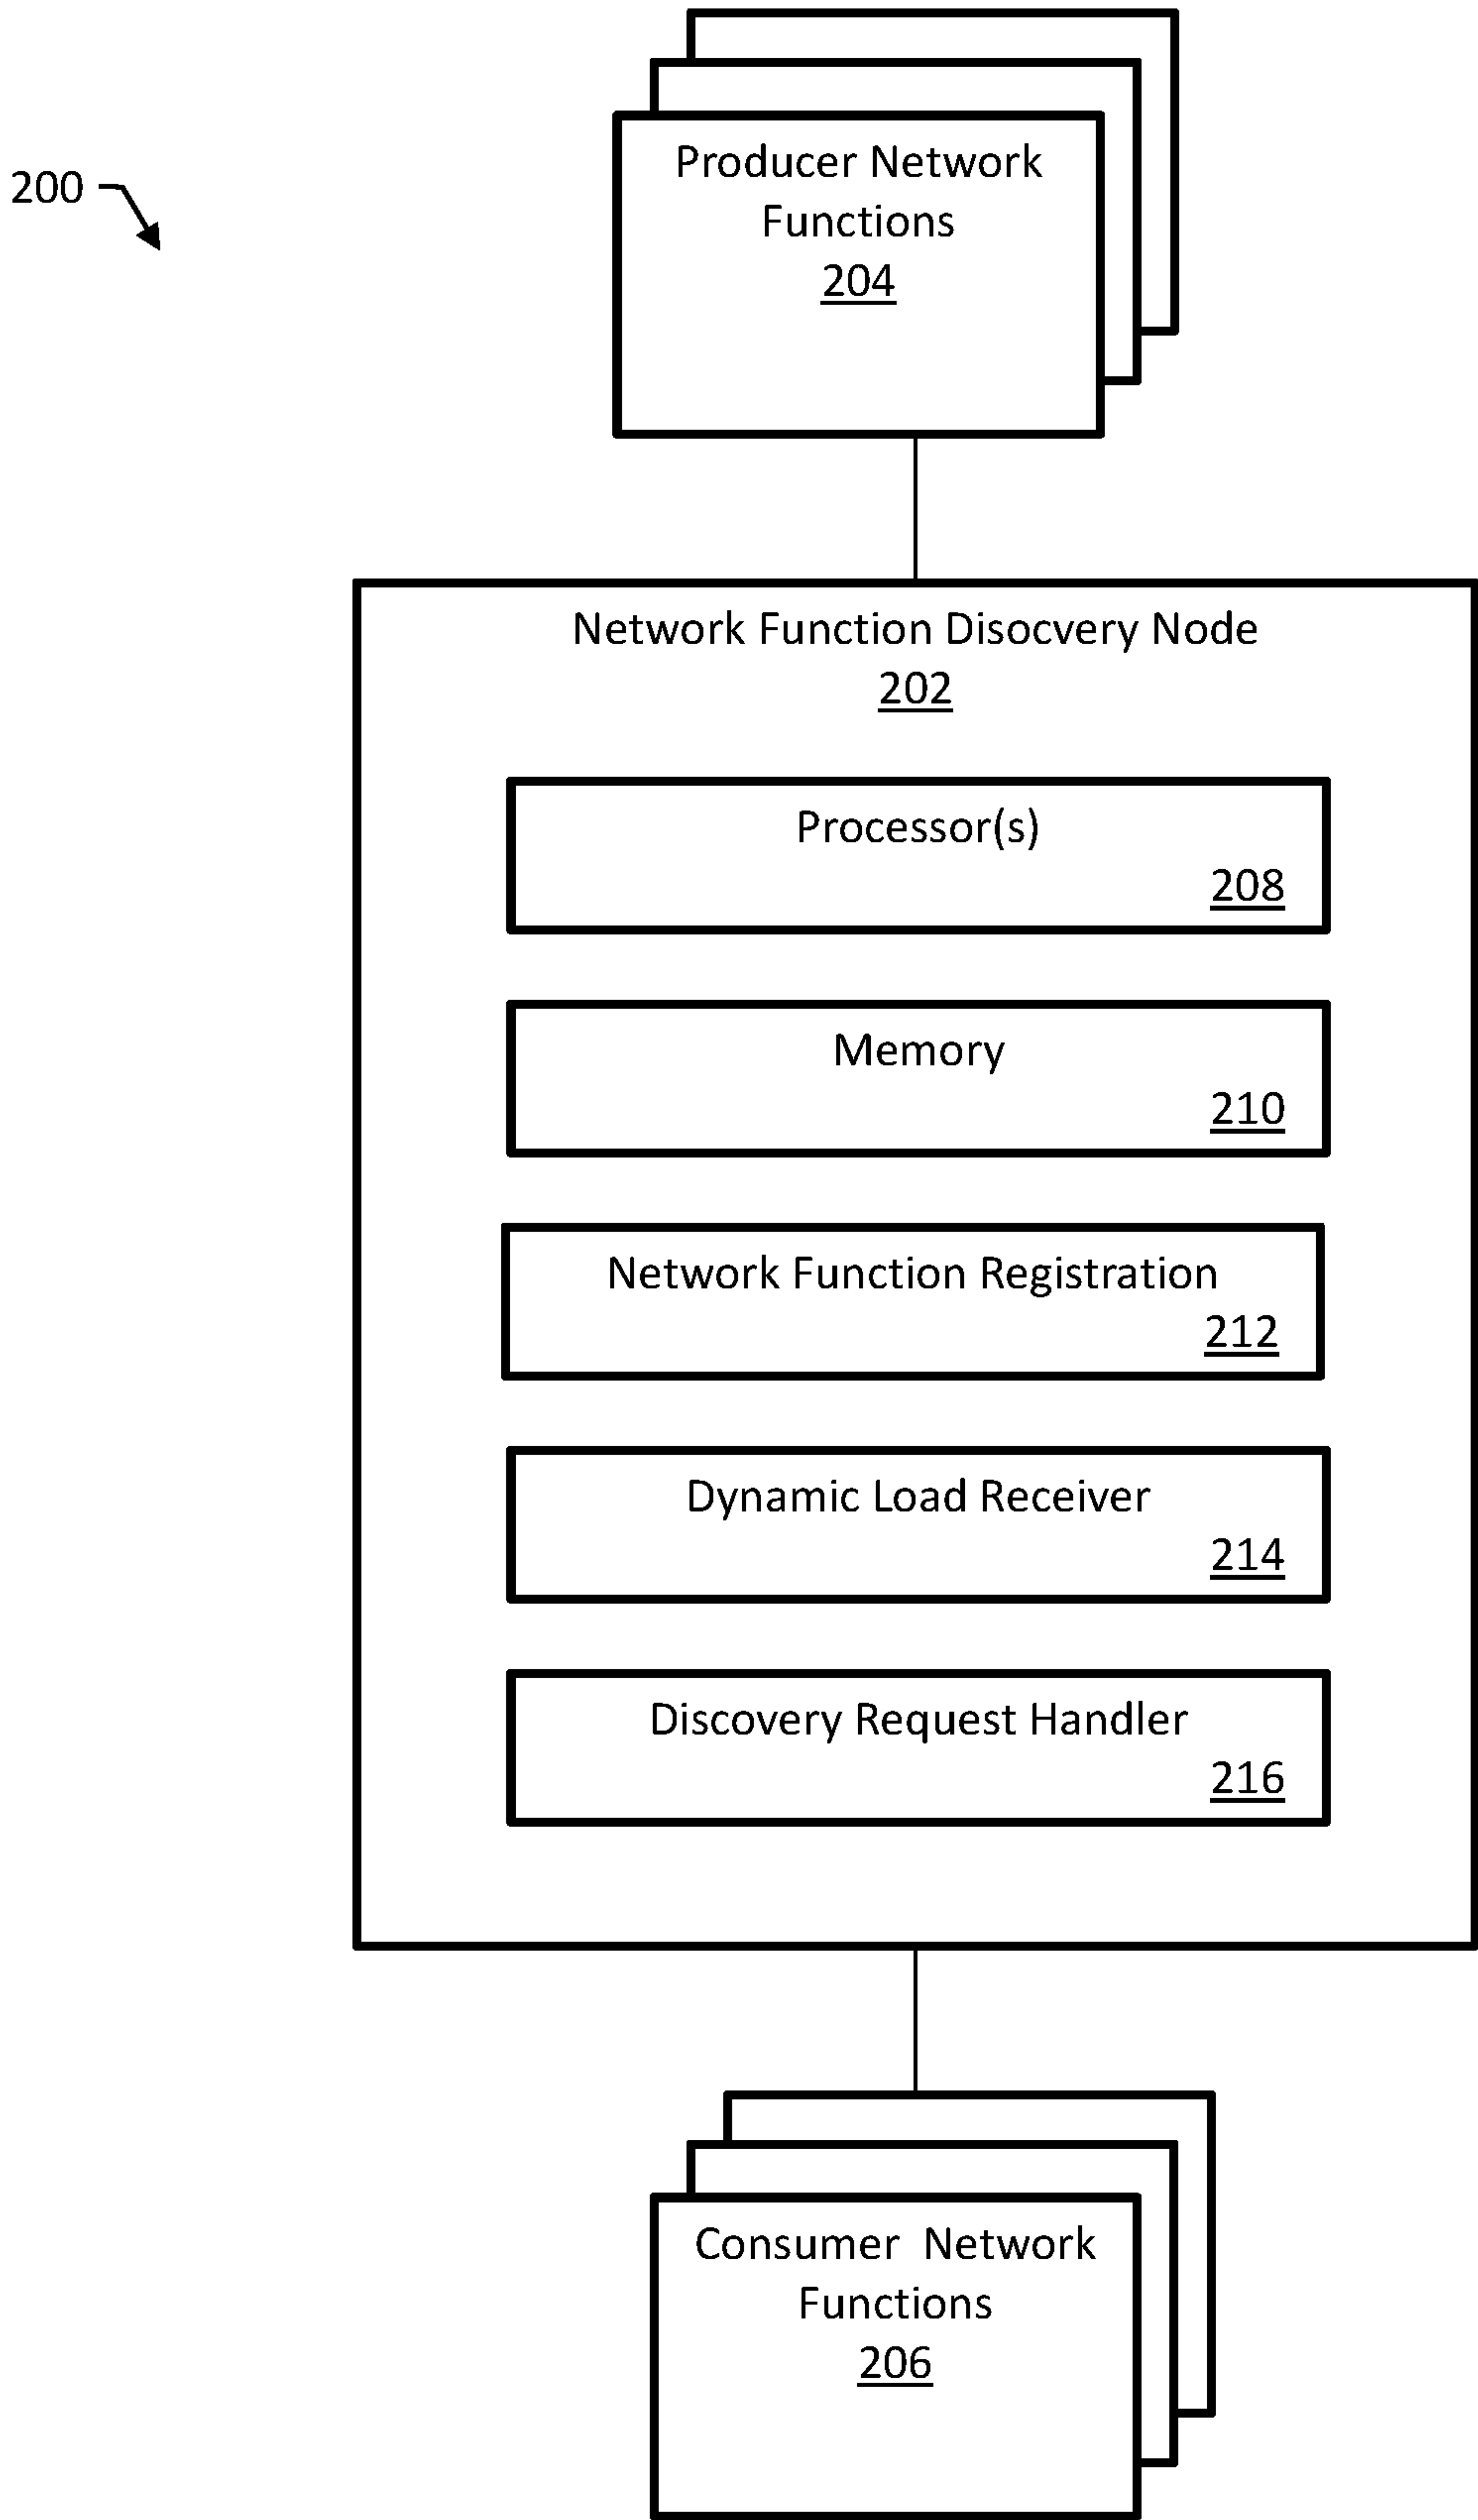 200
Producer Network
Functions
204
Network Function Disocvery Node
202
Processor(s)
208
Memory
210
Network Function Registration
212
Dynamic Load Receiver
214
Discovery Request Handler
216
Consumer  Network
Functions
206